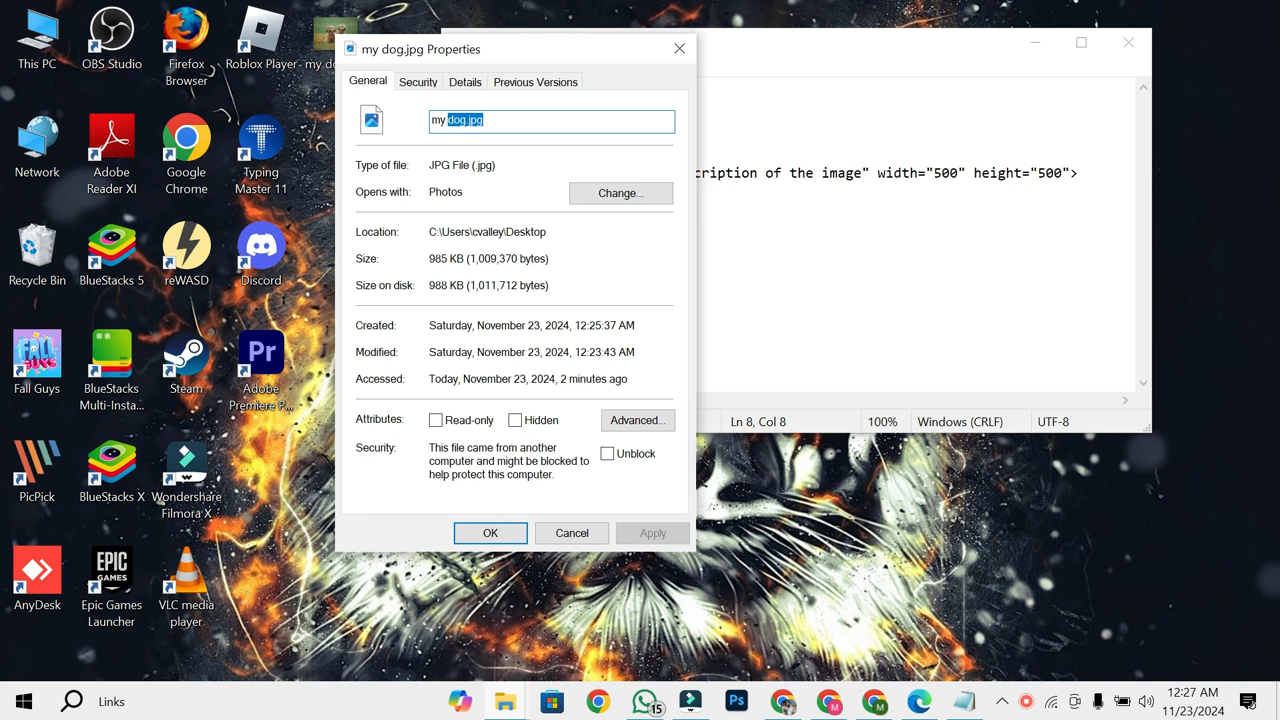 This PC
OBS Studio
Firefox
Browser
Roblox Player
my do
Network
Adobe
Reader XI
Google
Chrome
Typing
Master 11
Recycle Bin
BlueStacks 5
reWASD
Discord
Fall Guys
BlueStacks
Multi-Insta...
Steam
Adobe
Premiere P...
PicPick
BlueStacks X
Wondershare
Filmora X
AnyDesk
Epic Games
Launcher
VLC media
player
my dog.jpg Properties
General Security Details Previous Versions
my dog.jpg
Type of file: JPG File (.jpg)
Opens with: Photos Change...
Location: C:\Users\cvalley\Desktop
Size: 985 KB (1,009,370 bytes)
Size on disk: 988 KB (1,011,712 bytes)
Created: Saturday, November 23, 2024, 12:25:37 AM
Modified: Saturday, November 23, 2024, 12:23:43 AM
Accessed: Today, November 23, 2024, 2 minutes ago
Attributes: Read-only Hidden Advanced...
Security: This file came from another
computer and might be blocked to
help protect this computer.
Unblock
OK Cancel Apply
cription of the image" width="500" height="500">
Ln 8, Col 8 100% Windows (CRLF) UTF-8
Links
15
M
M
12:27 AM
11/23/2024